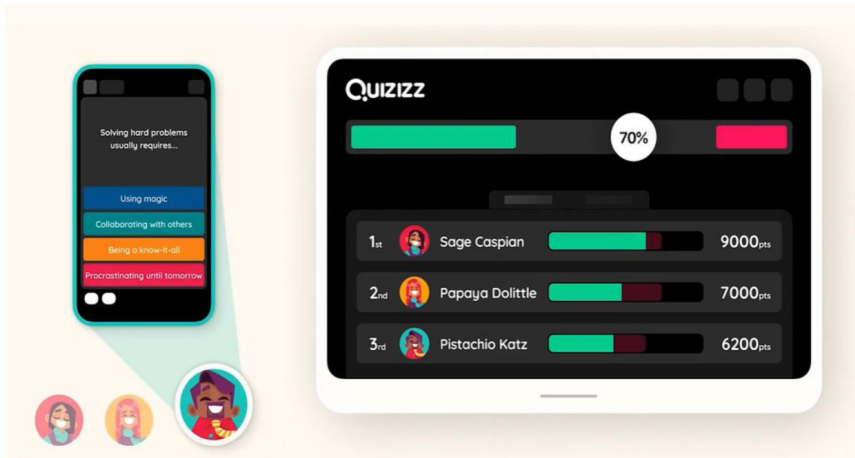 Solving hard problems
usually requires...
Using magic
Collaborating with others
Being a know-it-all
Procrastinating until tomorrow
QUIZIZZ
70%
1st Sage Caspian 9000pts
2nd Papaya Dolittle 7000pts
3rd Pistachio Katz 6200pts